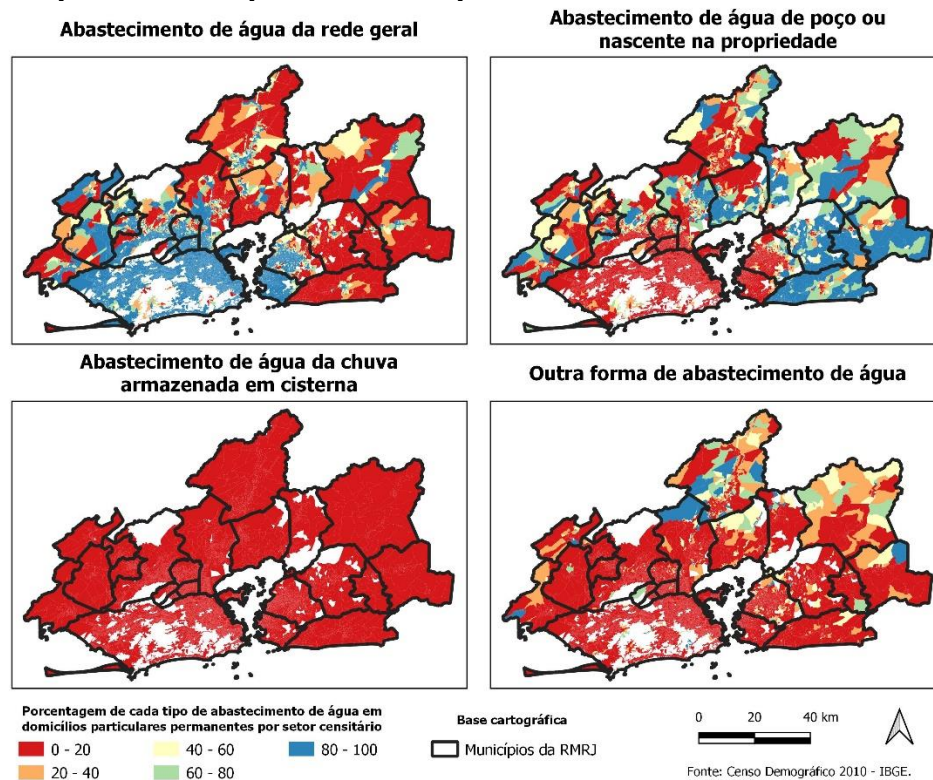 Abastecimento de água da rede geral
Abastecimento de água de poço ou
nascente na propriedade
Abastecimento de água da chuva
armazenada em cisterna
Outra forma de abastecimento de água
Porcentagem de cada tipo de abastecimento de água em
domicílios particulares permanentes por setor censitário
0 - 20
40 - 60
80 - 100
20 - 40
60 - 80
Base cartográfica
Municípios da RMRJ
0 20 40 km
Fonte: Censo Demográfico 2010 - IBGE.